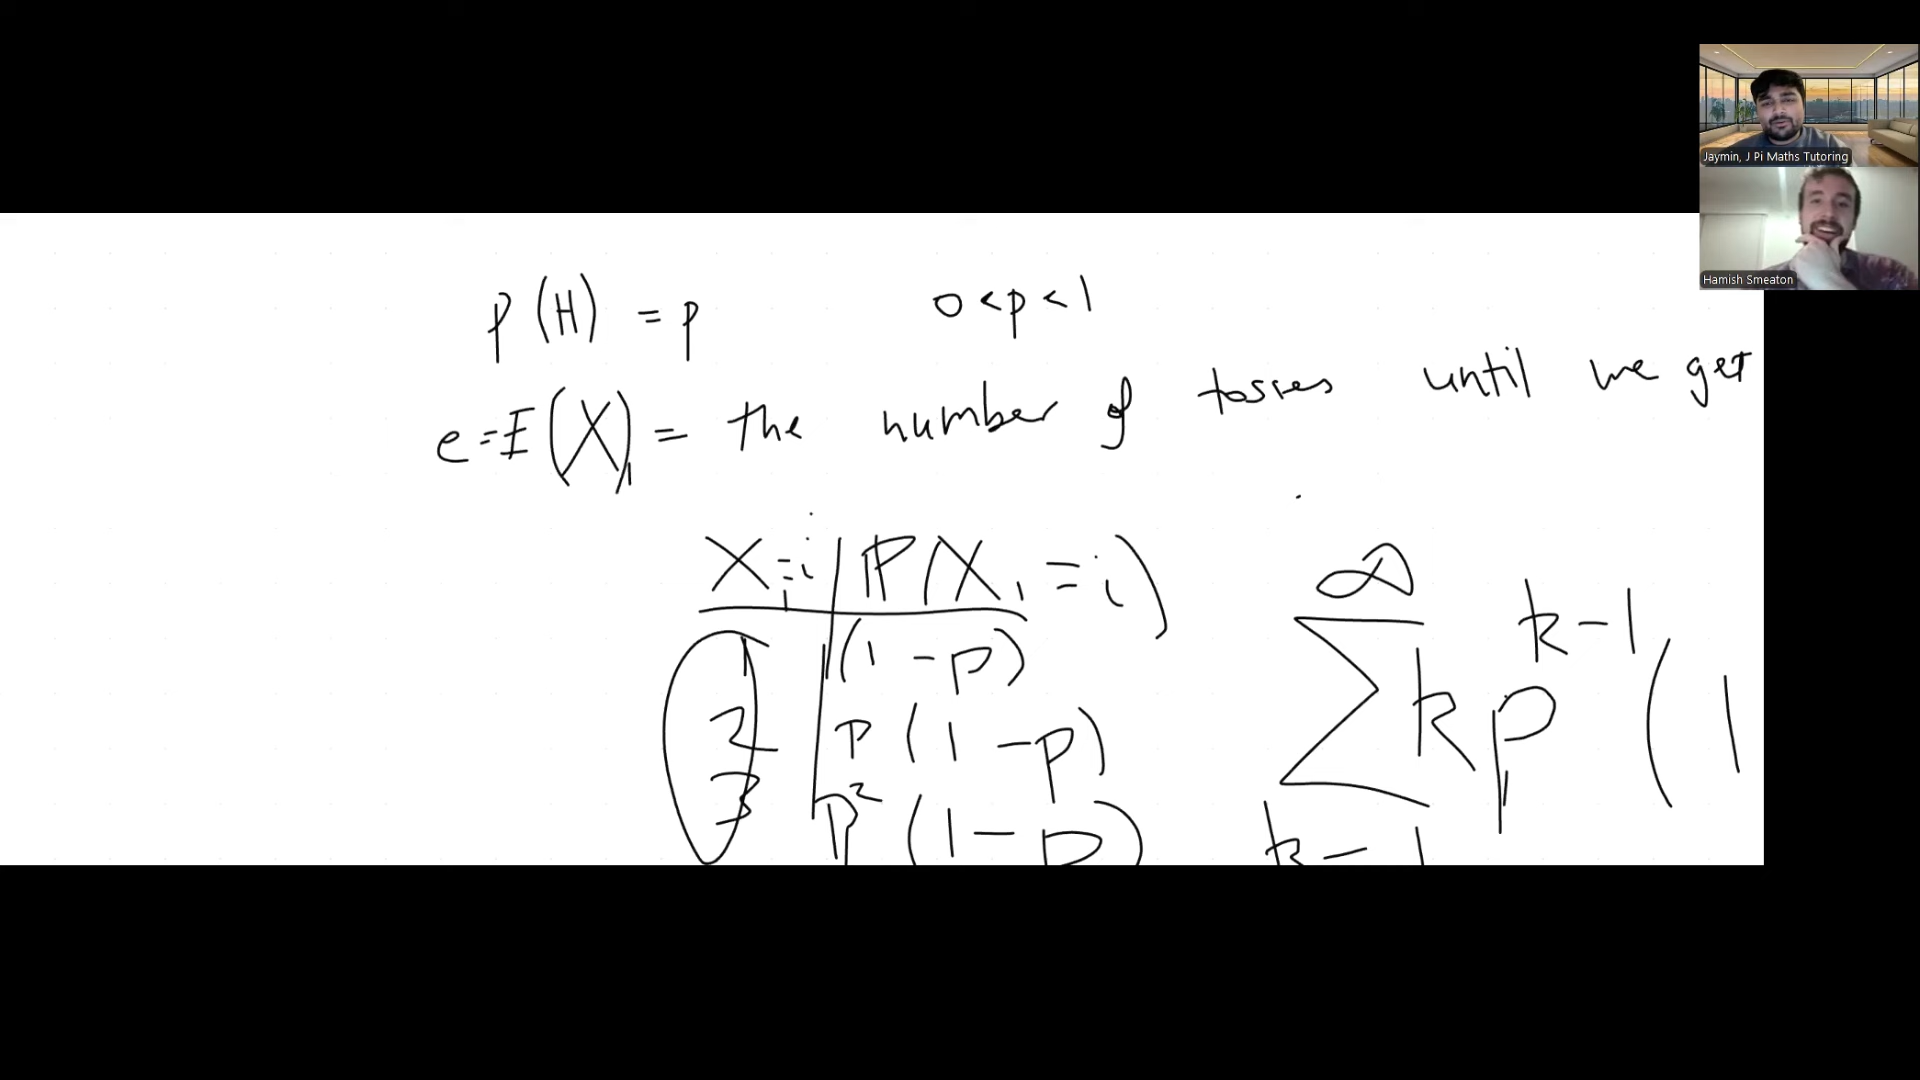 Jaymin, J Pi Maths Tutoring
Hamish Smeaton
P(H) = p 0<p<1
e=E(X₁) = the number of tosses until we get
X₁=i P(X₁=i)
1 (1-p)
2 p(1-p)
3 p²(1-p)
∞
∑ k p^{k-1} (1
k-1